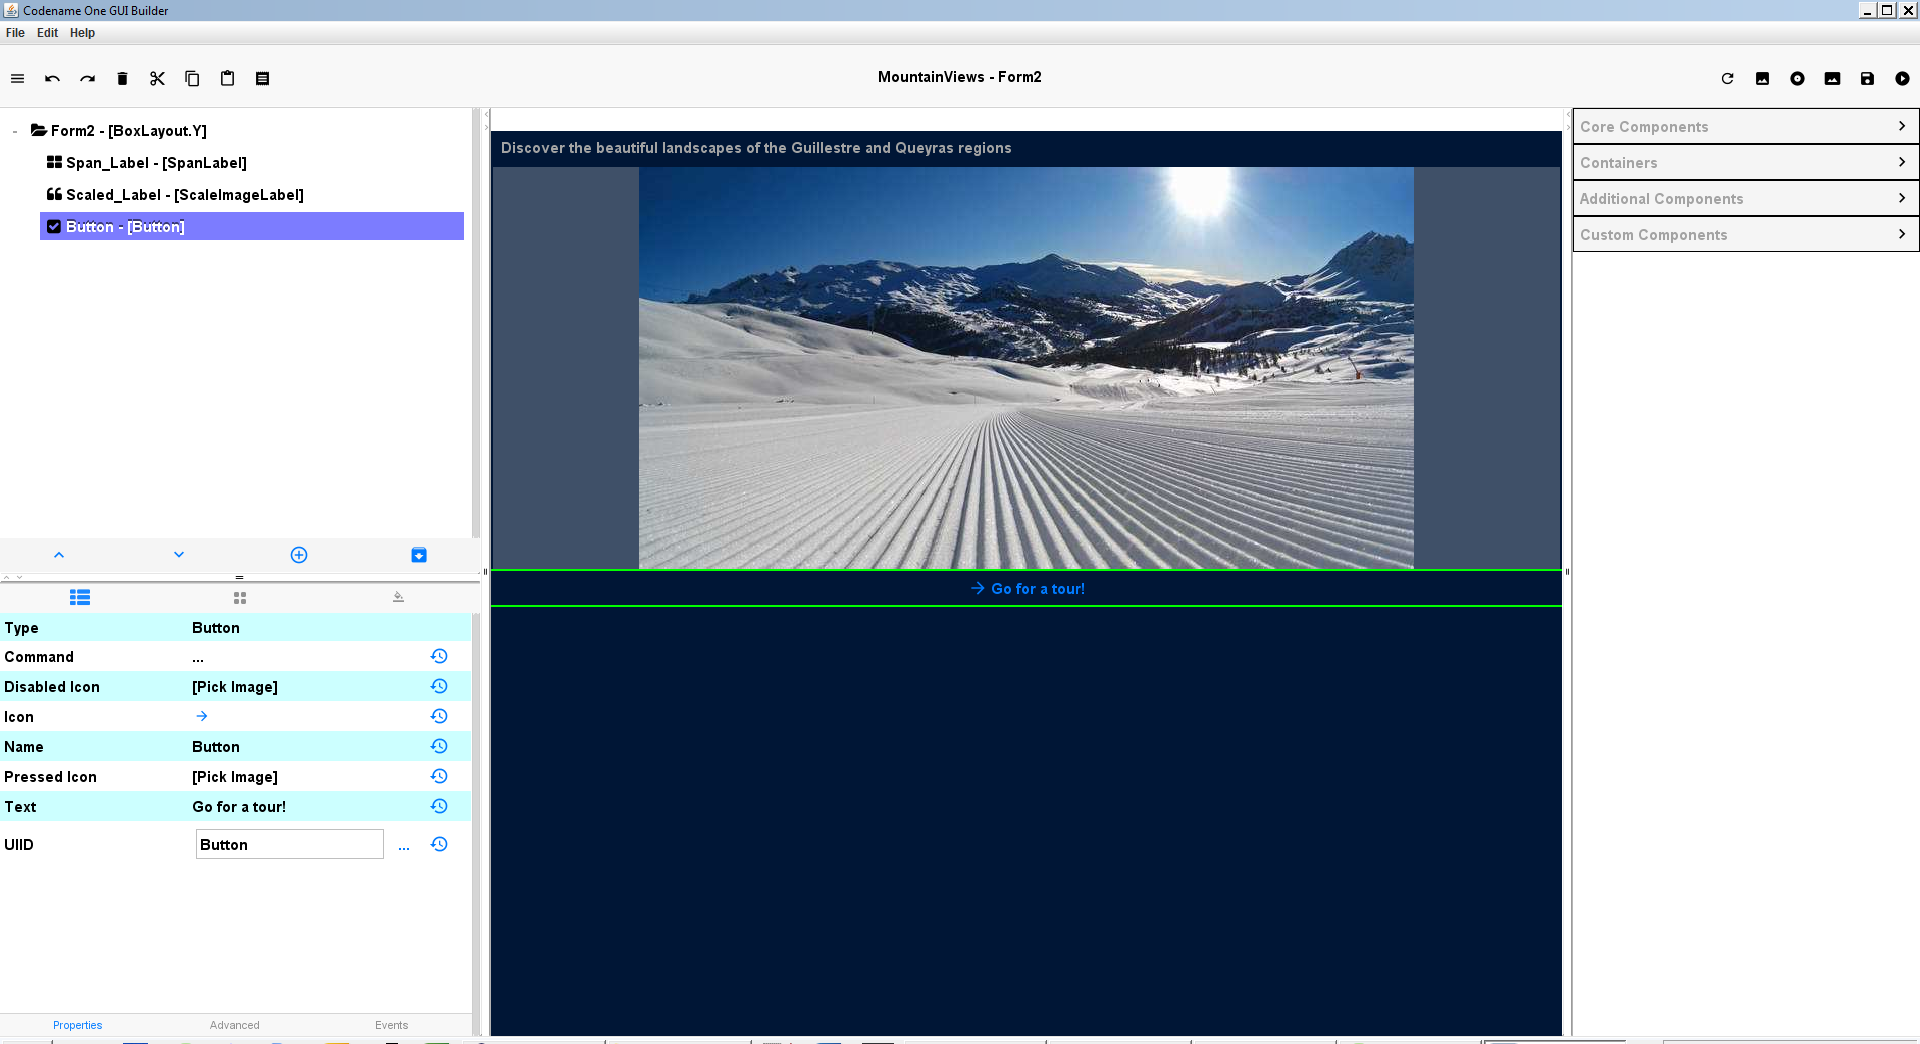 Codename One GUI Builder
File Edit Help
MountainViews - Form2
- Form2 - [BoxLayout.Y]
Span_Label - [SpanLabel]
Scaled_Label - [ScaleImageLabel]
Button - [Button]
Type Button
Command ...
Disabled Icon [Pick Image]
Icon
Name Button
Pressed Icon [Pick Image]
Text Go for a tour!
UIID Button ...
Properties Advanced Events
Discover the beautiful landscapes of the Guillestre and Queyras regions
Go for a tour!
Core Components
Containers
Additional Components
Custom Components